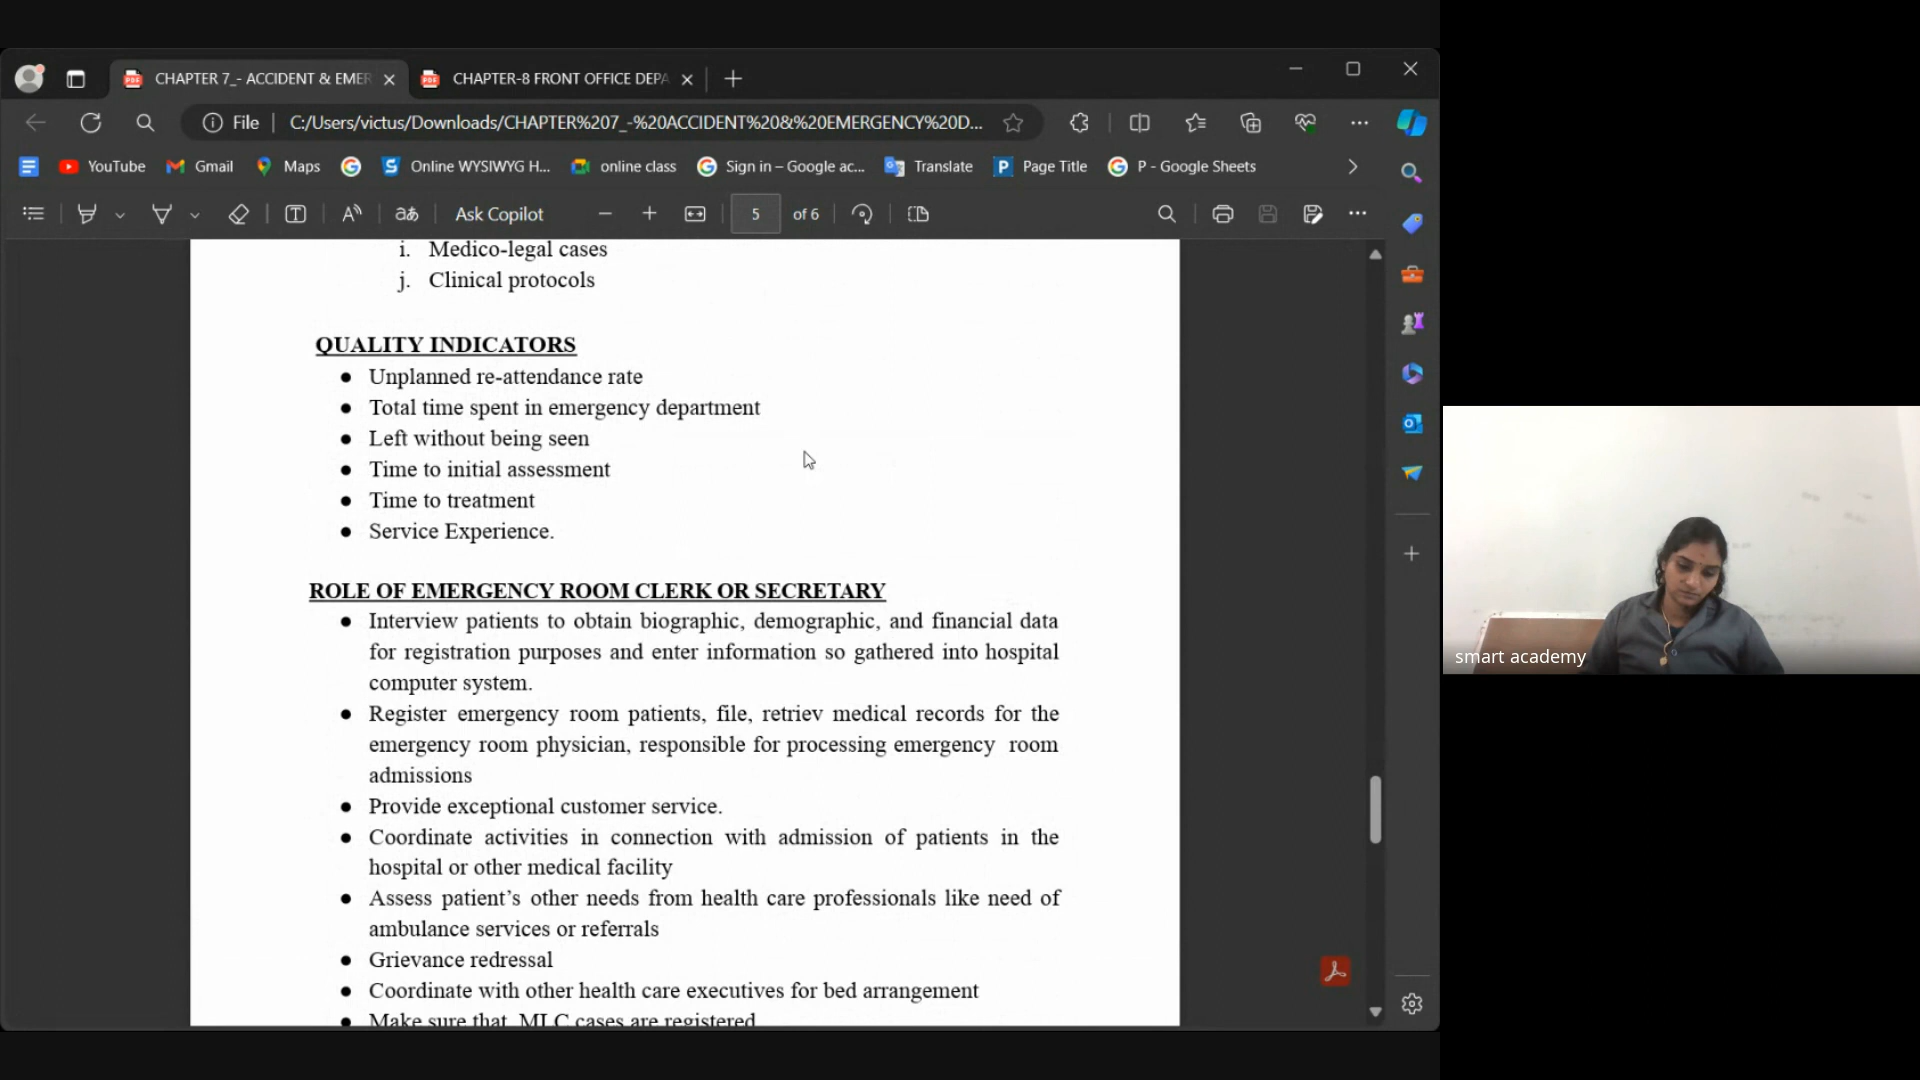 CHAPTER 7_- ACCIDENT & EMER
CHAPTER-8 FRONT OFFICE DEPA
File
C:/Users/victus/Downloads/CHAPTER%207_-%20ACCIDENT%20&%20EMERGENCY%20D...
YouTube
Gmail
Maps
Online WYSIWYG H...
online class
Sign in – Google ac...
Translate
Page Title
P - Google Sheets
Ask Copilot
5 of 6
i. Medico-legal cases
j. Clinical protocols
QUALITY INDICATORS
● Unplanned re-attendance rate
● Total time spent in emergency department
● Left without being seen
● Time to initial assessment
● Time to treatment
● Service Experience.
ROLE OF EMERGENCY ROOM CLERK OR SECRETARY
● Interview patients to obtain biographic, demographic, and financial data
for registration purposes and enter information so gathered into hospital
computer system.
● Register emergency room patients, file, retriev medical records for the
emergency room physician, responsible for processing emergency room
admissions
● Provide exceptional customer service.
● Coordinate activities in connection with admission of patients in the
hospital or other medical facility
● Assess patient’s other needs from health care professionals like need of
ambulance services or referrals
● Grievance redressal
● Coordinate with other health care executives for bed arrangement
● Make sure that MLC cases are registered
smart academy